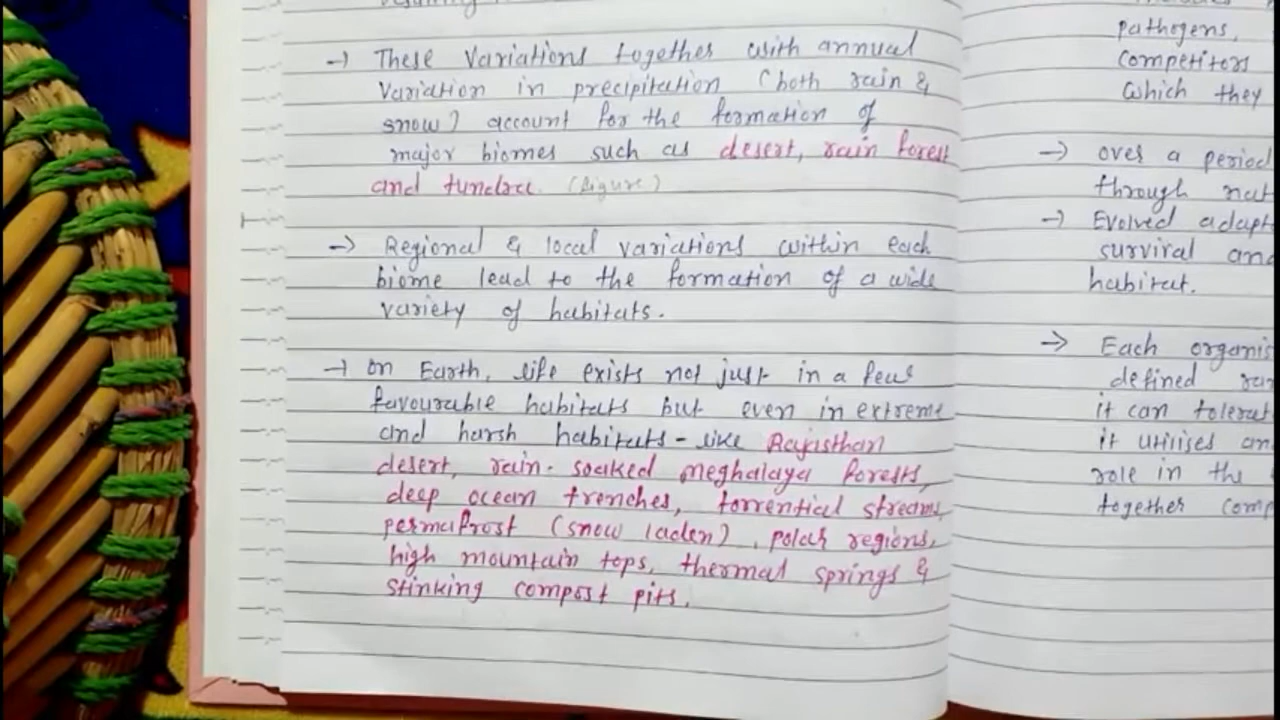 → These Variations together with annual
Variation in precipitation (both rain &
snow) account for the formation of
major biomes such as desert, rain forest
and tundra. (figure)
→ Regional & local variations within each
biome lead to the formation of a wide
variety of habitats.
→ On Earth, life exists not just in a few
favourable habitats but even in extreme
and harsh habitats - like Rajasthan
desert, rain-soaked meghalaya forests,
deep ocean trenches, torrential streams,
permafrost (snow laden), polar regions,
high mountain tops, thermal springs &
stinking compost pits.
pathogens,
competitors
which they
→ over a period
through nat
→ Evolved adapt
survival and
habitat.
→ Each organis
defined ran
it can tolerat
it utilises an
role in the
together comp